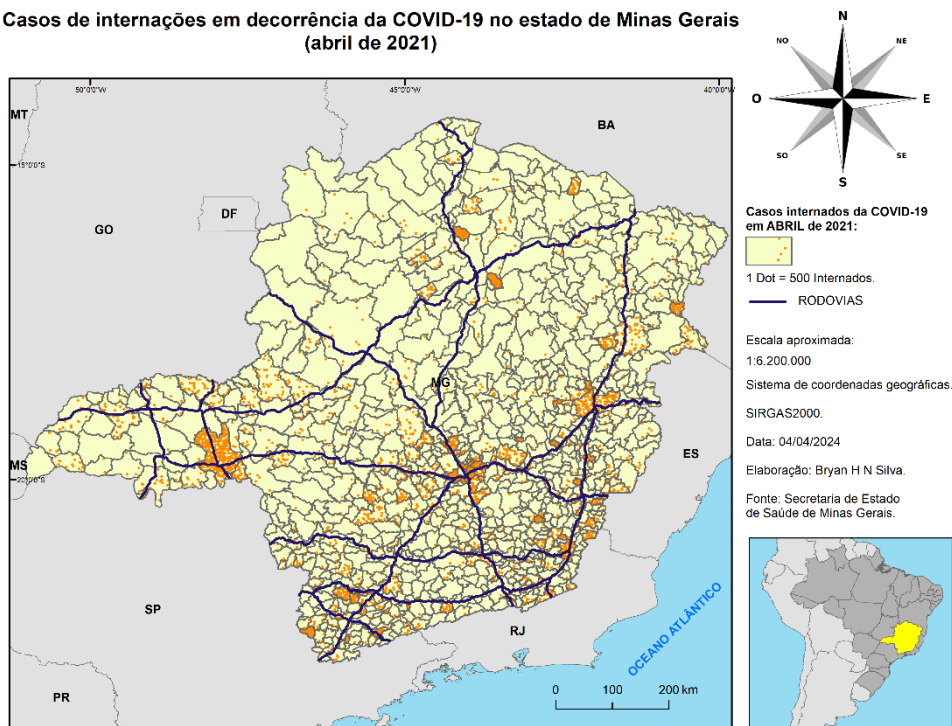 Casos de internações em decorrência da COVID-19 no estado de Minas Gerais
(abril de 2021)
50°0'0"O
45°0'0"O
40°0'0"O
MT
BA
15°0'0"S
DF
GO
MG
MS
20°0'0"S
ES
SP
RJ
OCEANO ATLÂNTICO
PR
0 100 200 km
N
NO
NE
O
E
SO
SE
S
Casos internados da COVID-19
em ABRIL de 2021:
1 Dot = 500 Internados.
RODOVIAS
Escala aproximada:
1:6.200.000
Sistema de coordenadas geográficas.
SIRGAS2000.
Data: 04/04/2024
Elaboração: Bryan H N Silva.
Fonte: Secretaria de Estado
de Saúde de Minas Gerais.